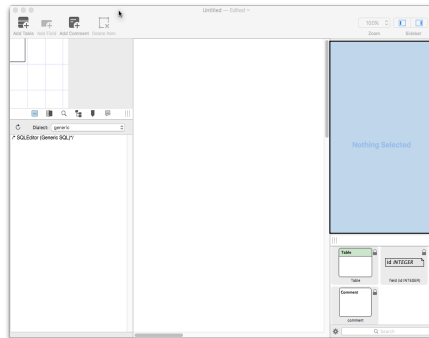 Untitled — Edited
Add Table Add Field Add Comment Delete Item
100%
Zoom Sidebar
Dialect: generic
/* SQLEditor (Generic SQL)*/
Nothing Selected
Table
id INTEGER
Table
field (id INTEGER)
Comment
comment
Search